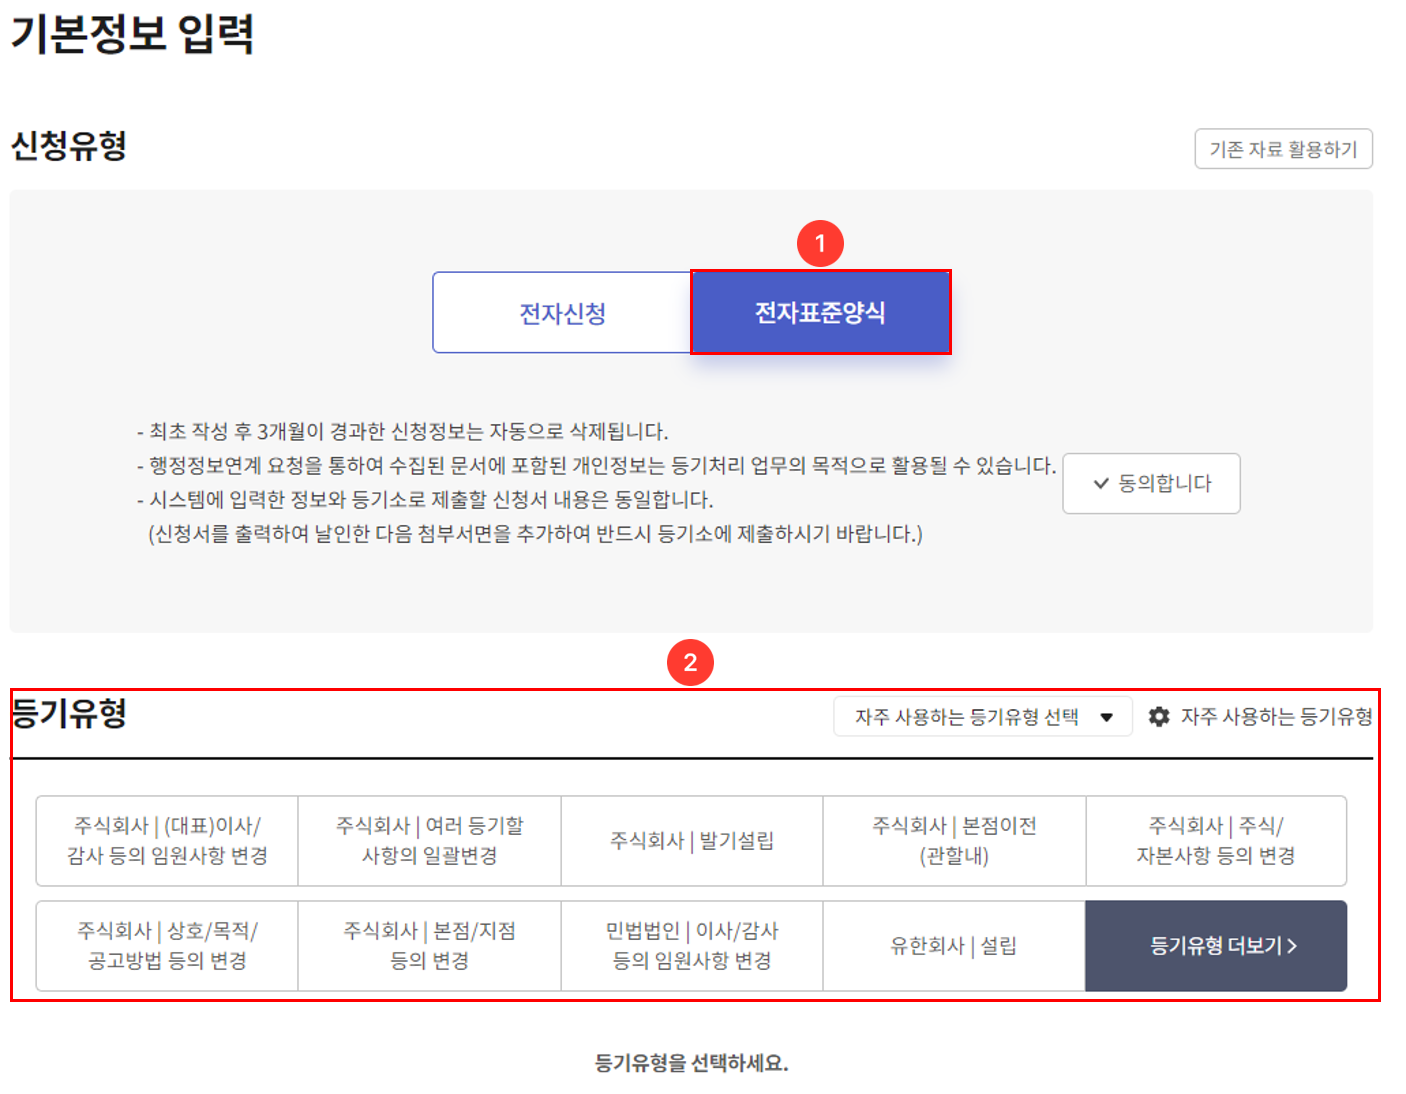 기본정보 입력
신청유형
기존 자료 활용하기
1
전자신청
전자표준양식
- 최초 작성 후 3개월이 경과한 신청정보는 자동으로 삭제됩니다.
- 행정정보연계 요청을 통하여 수집된 문서에 포함된 개인정보는 등기처리 업무의 목적으로 활용될 수 있습니다.
- 시스템에 입력한 정보와 등기소로 제출할 신청서 내용은 동일합니다.
(신청서를 출력하여 날인한 다음 첨부서면을 추가하여 반드시 등기소에 제출하시기 바랍니다.)
동의합니다
2
등기유형
자주 사용하는 등기유형 선택
자주 사용하는 등기유형
주식회사 | (대표)이사/
감사 등의 임원사항 변경
주식회사 | 여러 등기할
사항의 일괄변경
주식회사 | 발기설립
주식회사 | 본점이전
(관할내)
주식회사 | 주식/
자본사항 등의 변경
주식회사 | 상호/목적/
공고방법 등의 변경
주식회사 | 본점/지점
등의 변경
민법법인 | 이사/감사
등의 임원사항 변경
유한회사 | 설립
등기유형 더보기 >
등기유형을 선택하세요.